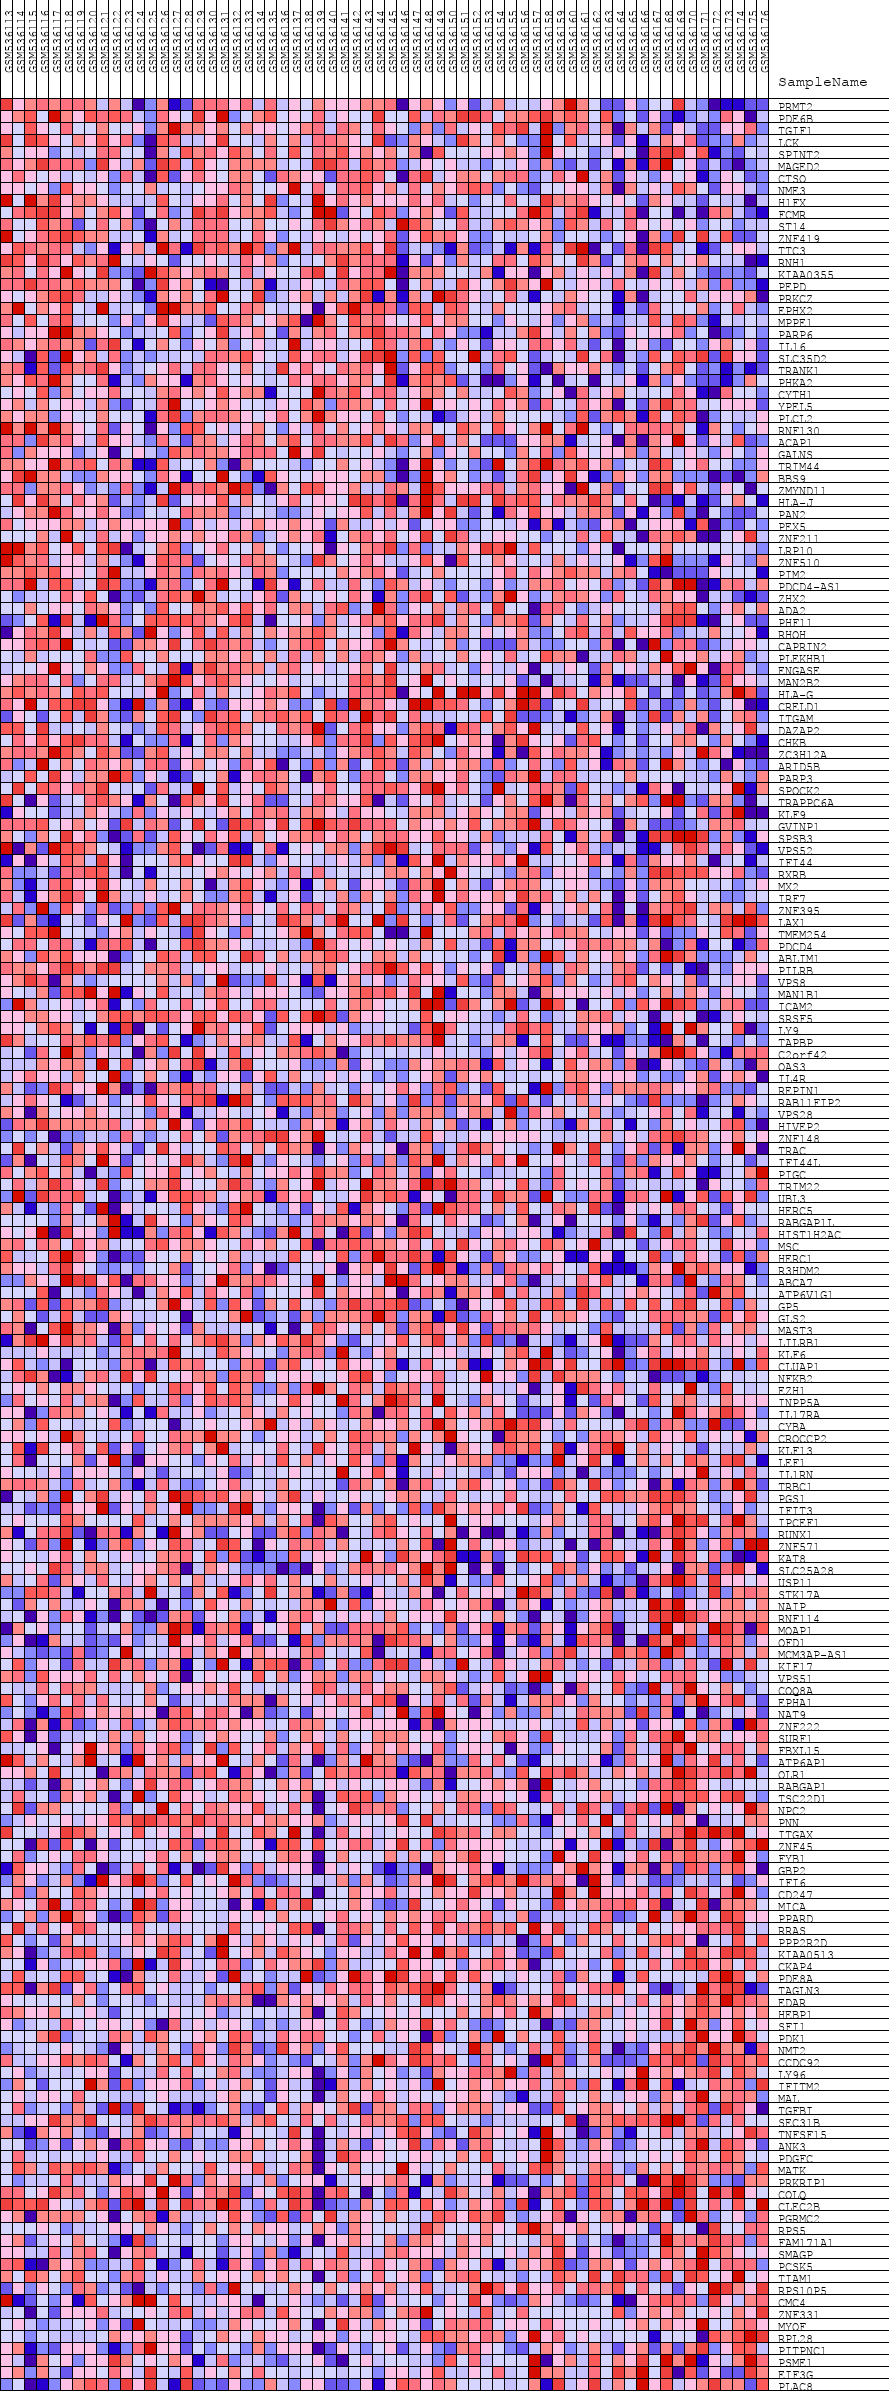 GSM536113
GSM536114
GSM536115
GSM536116
GSM536117
GSM536118
GSM536119
GSM536120
GSM536121
GSM536122
GSM536123
GSM536124
GSM536125
GSM536126
GSM536127
GSM536128
GSM536129
GSM536130
GSM536131
GSM536132
GSM536133
GSM536134
GSM536135
GSM536136
GSM536137
GSM536138
GSM536139
GSM536140
GSM536141
GSM536142
GSM536143
GSM536144
GSM536145
GSM536146
GSM536147
GSM536148
GSM536149
GSM536150
GSM536151
GSM536152
GSM536153
GSM536154
GSM536155
GSM536156
GSM536157
GSM536158
GSM536159
GSM536160
GSM536161
GSM536162
GSM536163
GSM536164
GSM536165
GSM536166
GSM536167
GSM536168
GSM536169
GSM536170
GSM536171
GSM536172
GSM536173
GSM536174
GSM536175
GSM536176
SampleName
PRMT2
PDE6B
TGIF1
LCK
SPINT2
MAGED2
CTSO
NME3
H1FX
FCMR
ST14
ZNF419
TTC3
RNH1
KIAA0355
PEPD
PRKCZ
EPHX2
MPPE1
PARP6
IL16
SLC35D2
TRANK1
PHKA2
CYTH1
YPEL5
PLCL2
RNF130
ACAP1
GALNS
TRIM44
BBS9
ZMYND11
HLA-J
PAN2
PEX5
ZNF211
LRP10
ZNF510
PIM2
PDCD4-AS1
ZHX2
ADA2
PHF11
RHOH
CAPRIN2
PLEKHB1
ENGASE
MAN2B2
HLA-G
CRELD1
ITGAM
DAZAP2
CHKB
ZC3H12A
ARID5B
PARP3
SPOCK2
TRAPPC6A
KLF9
GVINP1
SPSB3
VPS52
IFI44
RXRB
MX2
IRF7
ZNF395
LAX1
TMEM254
PDCD4
ABLIM1
PILRB
VPS8
MAN1B1
ICAM2
SRSF5
LY9
TAPBP
C2orf42
OAS3
IL4R
REPIN1
RAB11FIP2
VPS28
HIVEP2
ZNF148
TRAC
IFI44L
PIGC
TRIM22
UBL3
HERC5
RABGAP1L
HIST1H2AC
MSC
HERC1
R3HDM2
ABCA7
ATP6V1G1
GP5
GLS2
MAST3
LILRB1
KLF6
CLUAP1
NFKB2
EZH1
INPP5A
IL17RA
CYBA
CROCCP2
KLF13
LEF1
IL1RN
TRBC1
PGS1
IFIT3
IPCEF1
RUNX1
ZNF571
KAT8
SLC25A28
USP11
STK17A
NAIP
RNF114
MOAP1
OFD1
MCM3AP-AS1
KIF17
VPS51
COQ8A
EPHA1
NAT9
ZNF222
SURF1
FBXL15
ATP6AP1
OLR1
RABGAP1
TSC22D1
NPC2
PNN
ITGAX
ZNF45
FYB1
GBP2
IFI6
CD247
MICA
PPARD
RRAS
PPP2R2D
KIAA0513
CKAP4
PDE8A
TAGLN3
EDAR
HEBP1
SFI1
PDK1
NMT2
CCDC92
LY96
IFITM2
MAL
TGFBI
SEC31B
TNFSF15
ANK3
PDGFC
MATK
PRKRIP1
COLQ
CLEC2B
PGRMC2
RPS5
FAM171A1
SMAGP
PCSK5
TIAM1
RPS10P5
CMC4
ZNF331
MYOF
RPL28
PITPNC1
PSME1
EIF3G
PLAC8